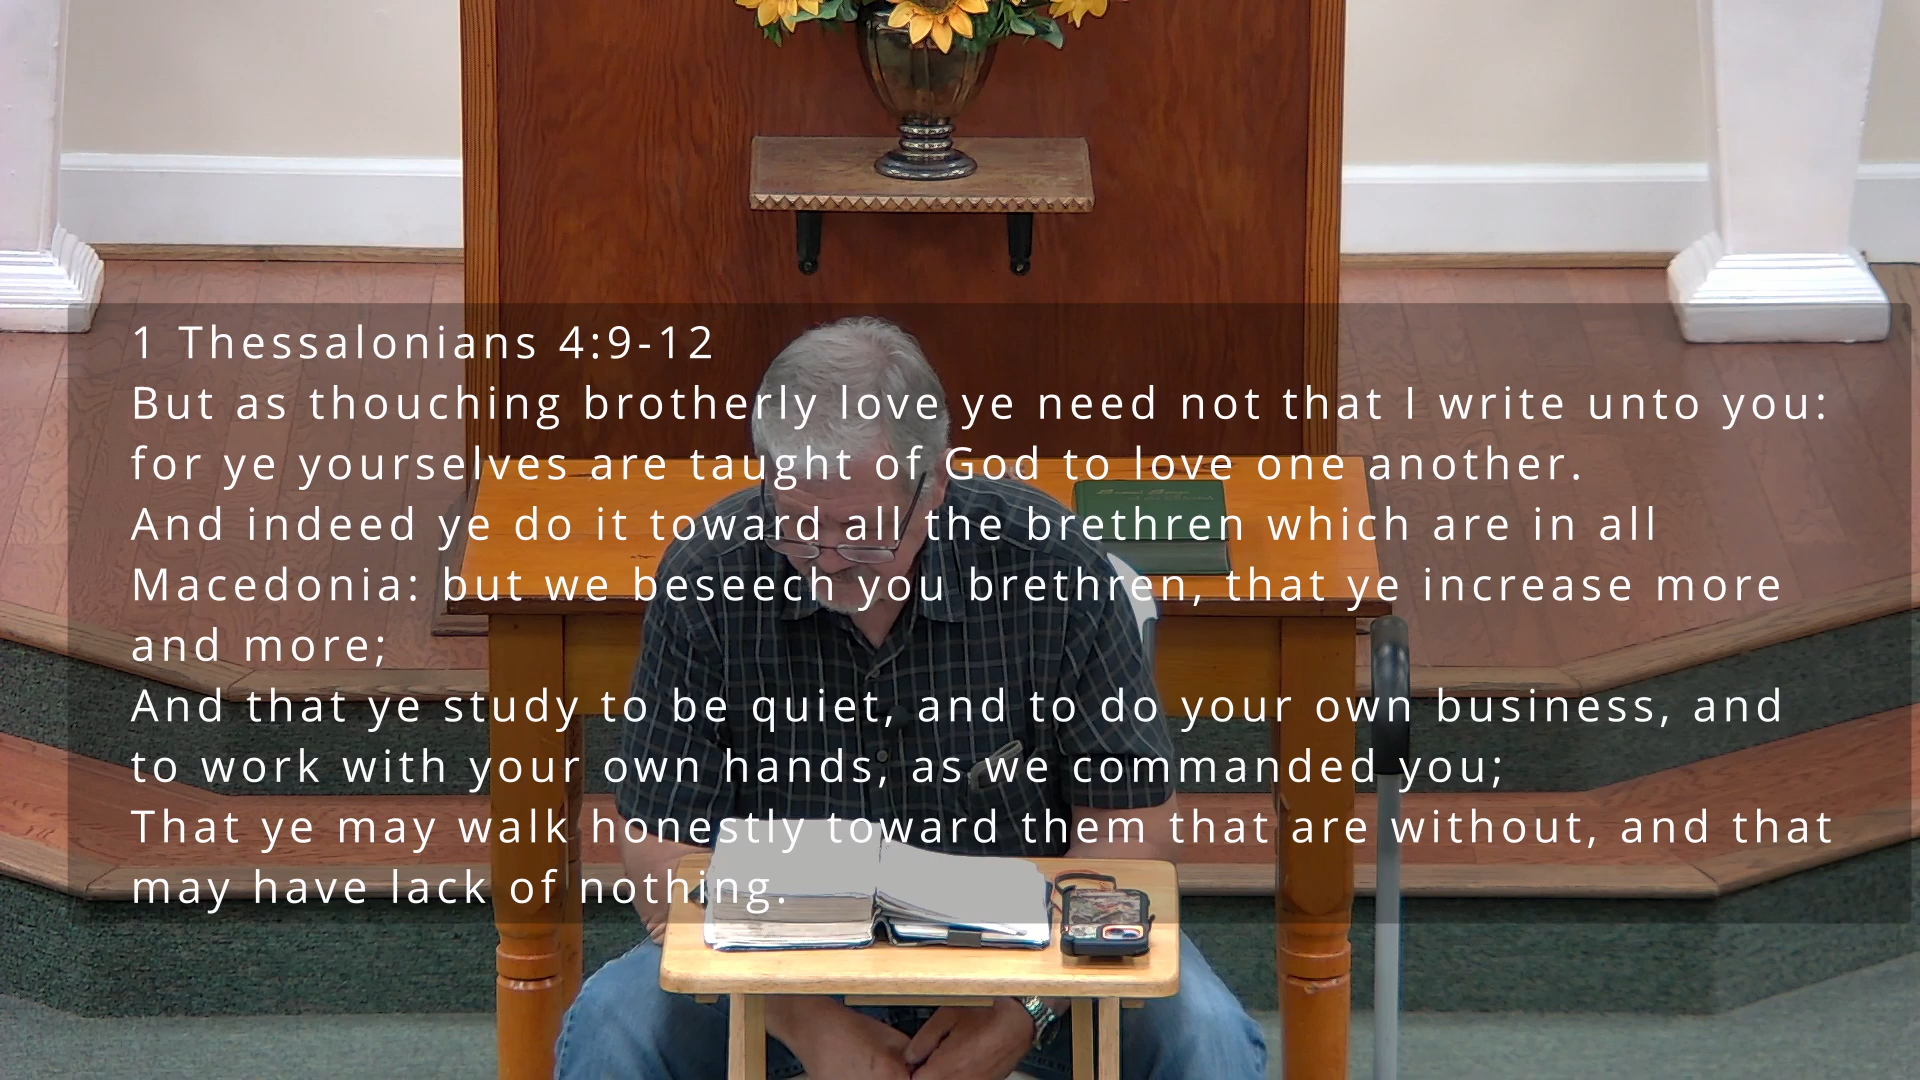 1 Thessalonians 4:9-12
But as thouching brotherly love ye need not that I write unto you:
for ye yourselves are taught of God to love one another.
And indeed ye do it toward all the brethren which are in all
Macedonia: but we beseech you brethren, that ye increase more
and more;
And that ye study to be quiet, and to do your own business, and
to work with your own hands, as we commanded you;
That ye may walk honestly toward them that are without, and that
may have lack of nothing.